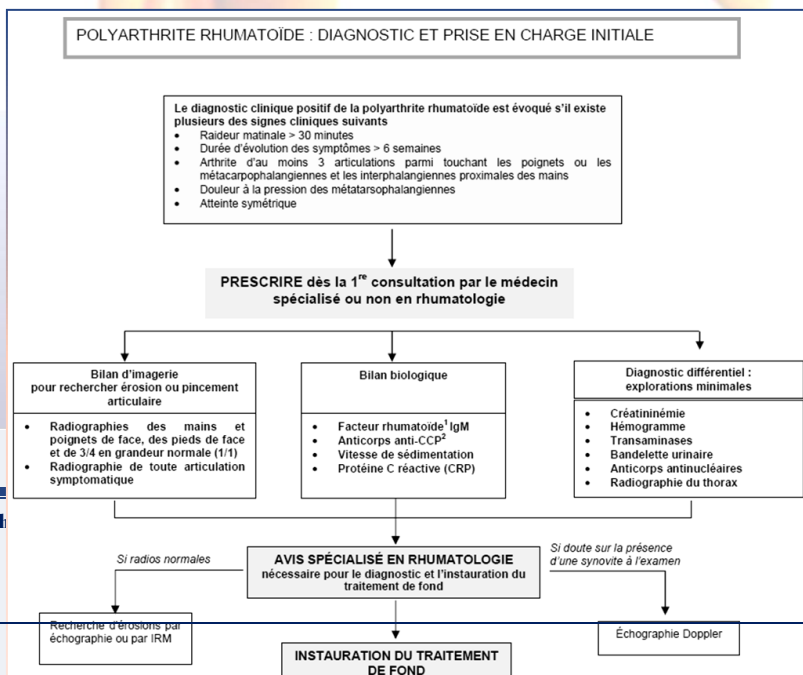 POLYARTHRITE RHUMATOÏDE : DIAGNOSTIC ET PRISE EN CHARGE INITIALE
Le diagnostic clinique positif de la polyarthrite rhumatoïde est évoqué s'il existe
plusieurs des signes cliniques suivants
• Raideur matinale > 30 minutes
• Durée d'évolution des symptômes > 6 semaines
• Arthrite d'au moins 3 articulations parmi touchant les poignets ou les
métacarpophalangiennes et les interphalangiennes proximales des mains
• Douleur à la pression des métatarsophalangiennes
• Atteinte symétrique
PRESCRIRE dès la 1re consultation par le médecin
spécialisé ou non en rhumatologie
Bilan d'imagerie
pour rechercher érosion ou pincement
articulaire
• Radiographies des mains et
poignets de face, des pieds de face
et de 3/4 en grandeur normale (1/1)
• Radiographie de toute articulation
symptomatique
Bilan biologique
• Facteur rhumatoïde1 IgM
• Anticorps anti-CCP2
• Vitesse de sédimentation
• Protéine C réactive (CRP)
Diagnostic différentiel :
explorations minimales
• Créatininémie
• Hémogramme
• Transaminases
• Bandelette urinaire
• Anticorps antinucléaires
• Radiographie du thorax
Si radios normales
AVIS SPÉCIALISÉ EN RHUMATOLOGIE
nécessaire pour le diagnostic et l'instauration du
traitement de fond
Si doute sur la présence
d'une synovite à l'examen
Recherche d'érosions par
échographie ou par IRM
Échographie Doppler
INSTAURATION DU TRAITEMENT
DE FOND